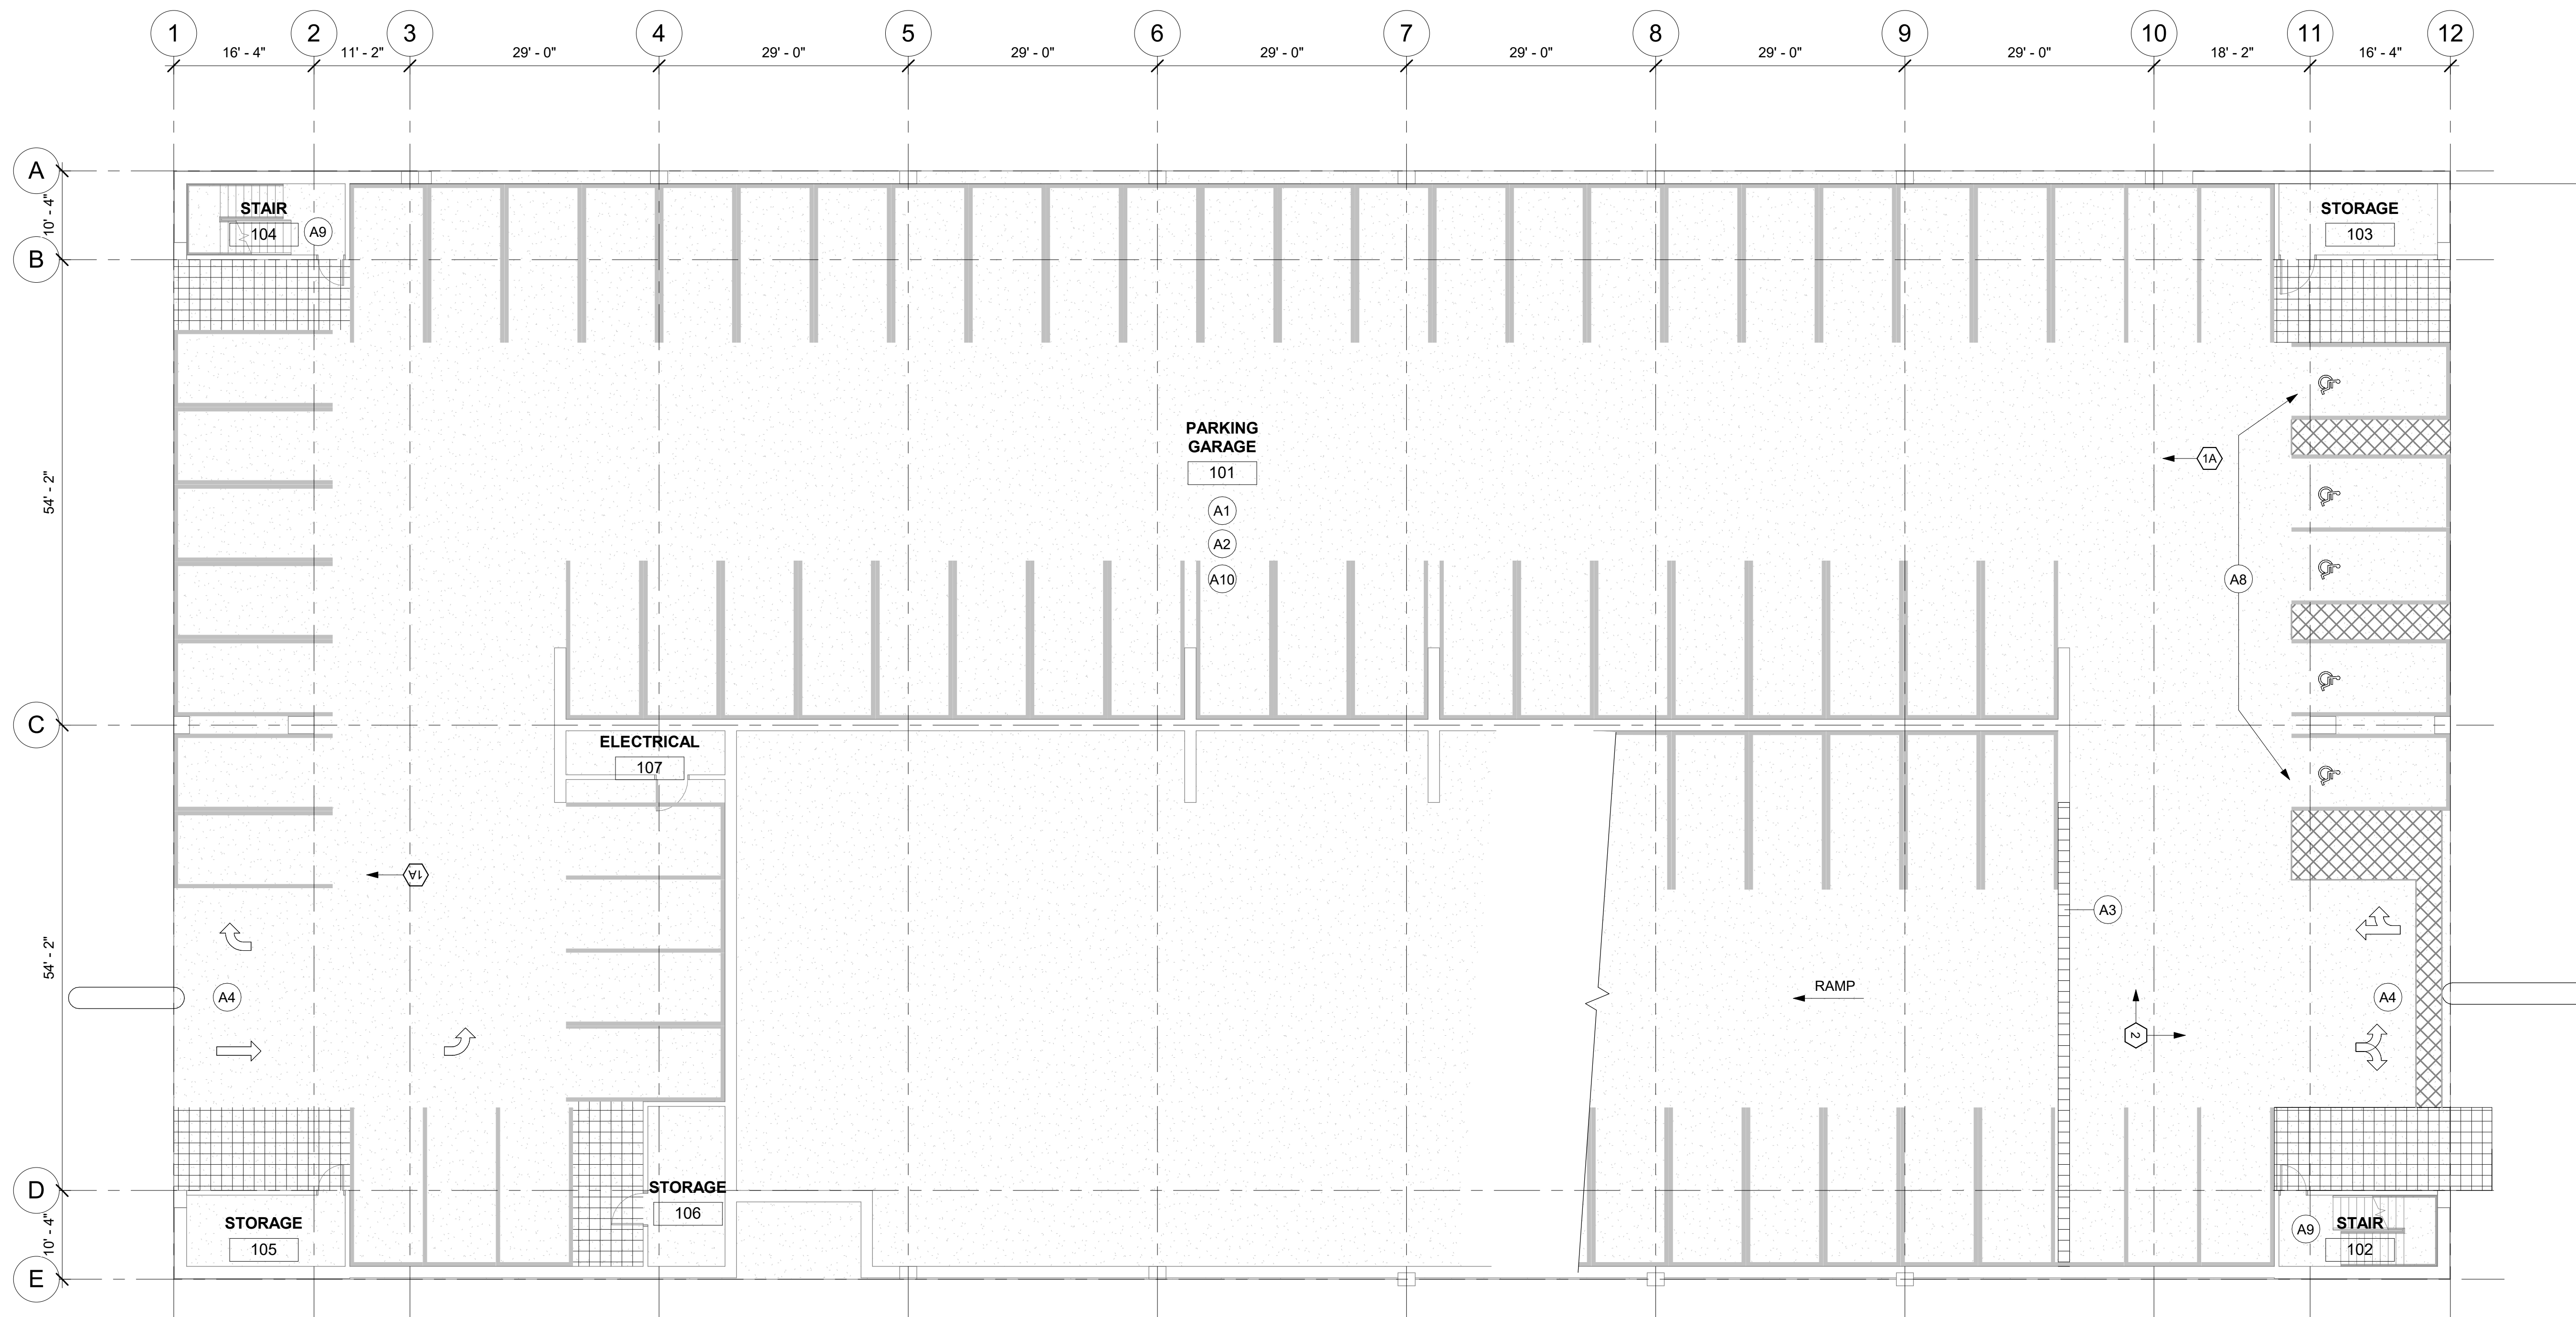 1 2 3 4 5 6 7 8 9 10 11 12
16' - 4" 11' - 2" 29' - 0" 29' - 0" 29' - 0" 29' - 0" 29' - 0" 29' - 0" 29' - 0" 18' - 2" 16' - 4"
A
10' - 4"
STAIR
104
A9
STORAGE
103
B
54' - 2"
PARKING
GARAGE
101
A1
A2
A10
1A
A8
C
ELECTRICAL
107
54' - 2"
1A
A3
A4
RAMP
A4
2
D
10' - 4"
STORAGE
105
STORAGE
106
A9
STAIR
102
E